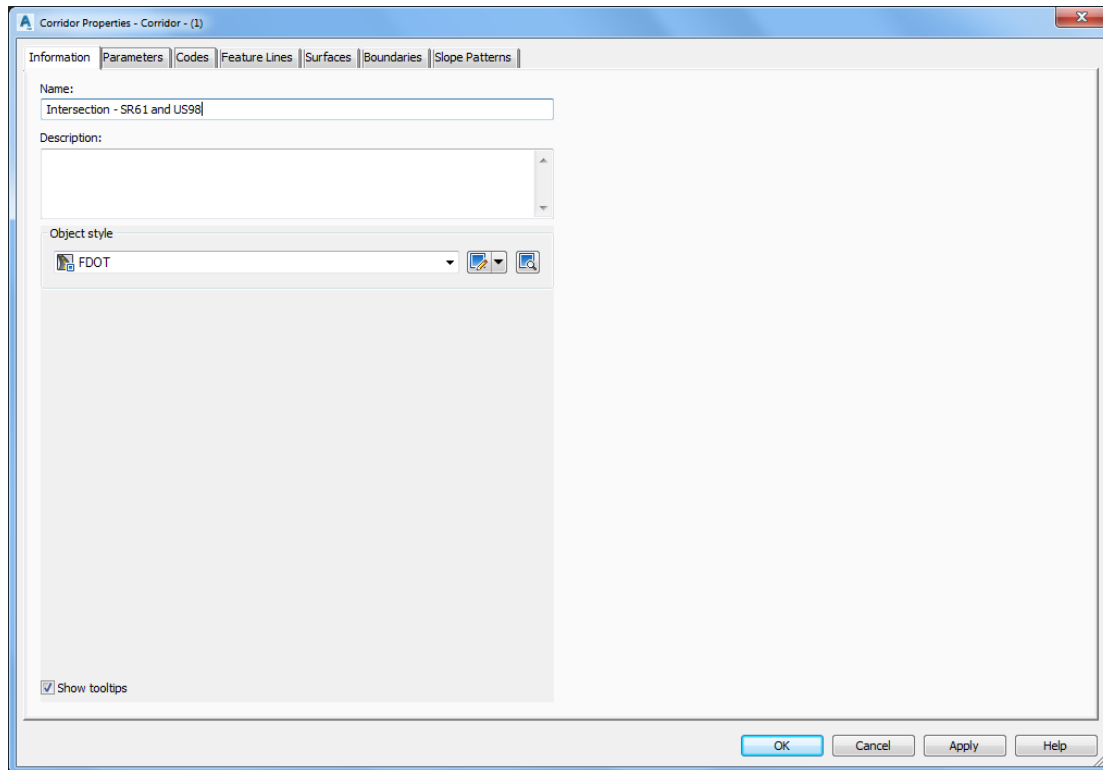 Corridor Properties - Corridor - (1)
Information Parameters Codes Feature Lines Surfaces Boundaries Slope Patterns
Name:
Intersection - SR61 and US98
Description:
Object style
FDOT
Show tooltips
OK Cancel Apply Help